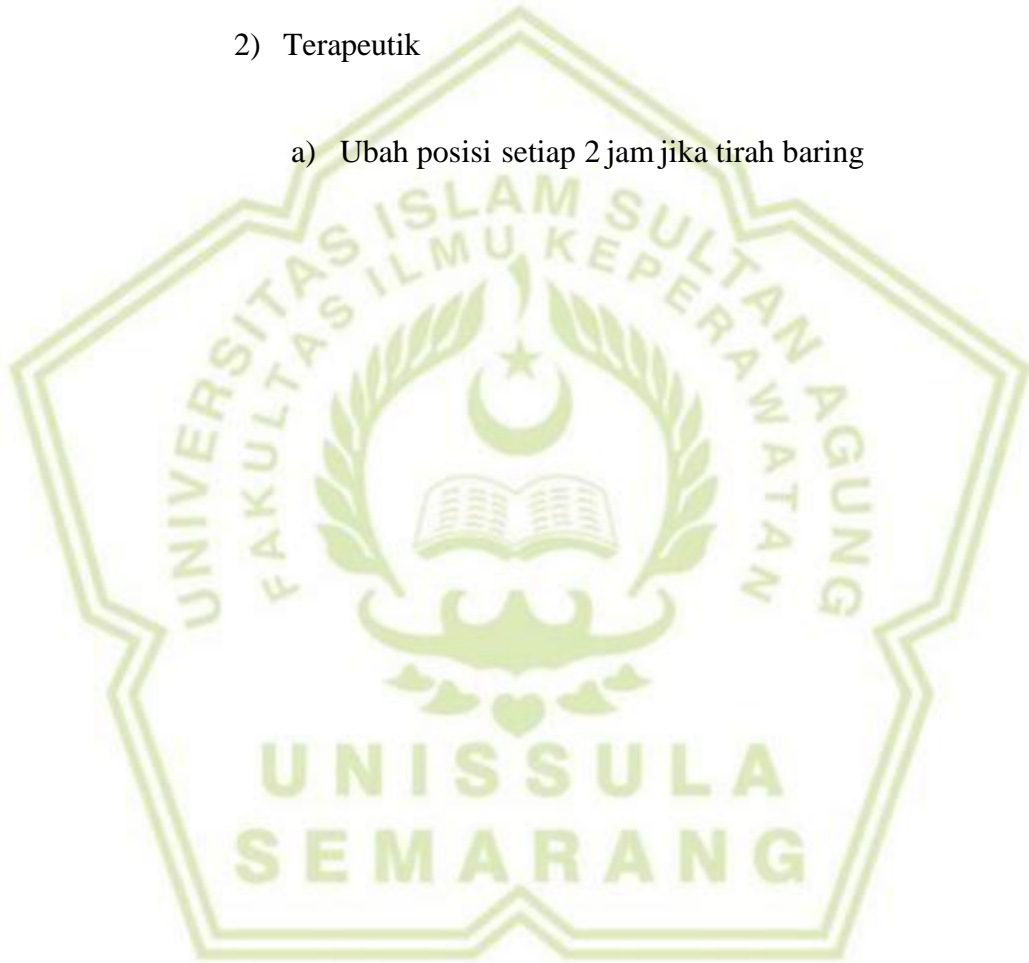 2) Terapeutik
a) Ubah posisi setiap 2 jam jika tirah baring
UNIVERSITAS ISLAM SULTAN AGUNG
FAKULTAS ILMU KEPERAWATAN
UNISSULA
SEMARANG